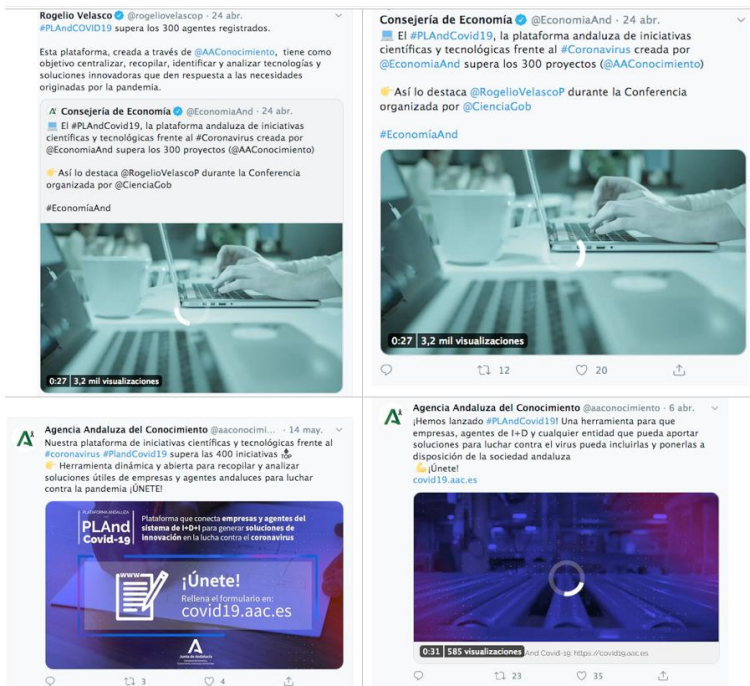 Rogelio Velasco @rogeliovelascop · 24 abr.
#PLAndCOVID19 supera los 300 agentes registrados.
Esta plataforma, creada a través de @AAConocimiento, tiene como
objetivo centralizar, recopilar, identificar y analizar tecnologías y
soluciones innovadoras que den respuesta a las necesidades
originadas por la pandemia.
Consejería de Economía @EconomiaAnd · 24 abr.
💻 El #PLAndCovid19, la plataforma andaluza de iniciativas
científicas y tecnológicas frente al #Coronavirus creada por
@EconomiaAnd supera los 300 proyectos (@AAConocimiento)
👉Así lo destaca @RogelioVelascoP durante la Conferencia
organizada por @CienciaGob
#EconomíaAnd
0:27 3,2 mil visualizaciones
Consejería de Economía @EconomiaAnd · 24 abr.
💻 El #PLAndCovid19, la plataforma andaluza de iniciativas
científicas y tecnológicas frente al #Coronavirus creada por
@EconomiaAnd supera los 300 proyectos (@AAConocimiento)
👉Así lo destaca @RogelioVelascoP durante la Conferencia
organizada por @CienciaGob
#EconomíaAnd
0:27 3,2 mil visualizaciones
12 20
Agencia Andaluza del Conocimiento @aaconocimi... · 14 may.
Nuestra plataforma de iniciativas científicas y tecnológicas frente al
#coronavirus #PlandCovid19 supera las 400 iniciativas 🔝
👉 Herramienta dinámica y abierta para recopilar y analizar
soluciones útiles de empresas y agentes andaluces para luchar
contra la pandemia ¡ÚNETE!
PLATAFORMA ANDALUZA
PLAnd
Covid-19
Plataforma que conecta empresas y agentes del
sistema de I+D+I para generar soluciones de
innovación en la lucha contra el coronavirus
WWW
¡Únete!
Rellena el formulario en:
covid19.aac.es
Junta de Andalucía
3 4
Agencia Andaluza del Conocimiento @aaconocimiento · 6 abr.
¡Hemos lanzado #PLAndCovid19! Una herramienta para que
empresas, agentes de I+D y cualquier entidad que pueda aportar
soluciones para luchar contra el virus pueda incluirlas y ponerlas a
disposición de la sociedad andaluza
💪¡Únete!
covid19.aac.es
0:31 585 visualizaciones And Covid-19: https://covid19.aac.es
23 35